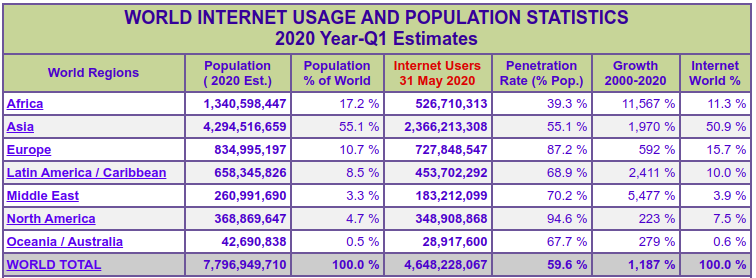 WORLD INTERNET USAGE AND POPULATION STATISTICS
2020 Year-Q1 Estimates
World Regions Population ( 2020 Est.) Population % of World Internet Users 31 May 2020 Penetration Rate (% Pop.) Growth 2000-2020 Internet World %
Africa 1,340,598,447 17.2 % 526,710,313 39.3 % 11,567 % 11.3 %
Asia 4,294,516,659 55.1 % 2,366,213,308 55.1 % 1,970 % 50.9 %
Europe 834,995,197 10.7 % 727,848,547 87.2 % 592 % 15.7 %
Latin America / Caribbean 658,345,826 8.5 % 453,702,292 68.9 % 2,411 % 10.0 %
Middle East 260,991,690 3.3 % 183,212,099 70.2 % 5,477 % 3.9 %
North America 368,869,647 4.7 % 348,908,868 94.6 % 223 % 7.5 %
Oceania / Australia 42,690,838 0.5 % 28,917,600 67.7 % 279 % 0.6 %
WORLD TOTAL 7,796,949,710 100.0 % 4,648,228,067 59.6 % 1,187 % 100.0 %